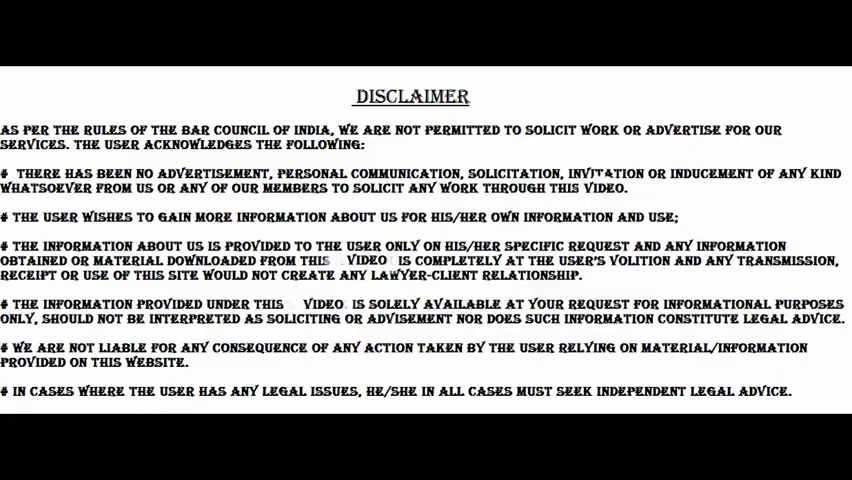 DISCLAIMER
AS PER THE RULES OF THE BAR COUNCIL OF INDIA, WE ARE NOT PERMITTED TO SOLICIT WORK OR ADVERTISE FOR OUR
SERVICES. THE USER ACKNOWLEDGES THE FOLLOWING:
# THERE HAS BEEN NO ADVERTISEMENT, PERSONAL COMMUNICATION, SOLICITATION, INVITATION OR INDUCEMENT OF ANY KIND
WHATSOEVER FROM US OR ANY OF OUR MEMBERS TO SOLICIT ANY WORK THROUGH THIS VIDEO.
# THE USER WISHES TO GAIN MORE INFORMATION ABOUT US FOR HIS/HER OWN INFORMATION AND USE;
# THE INFORMATION ABOUT US IS PROVIDED TO THE USER ONLY ON HIS/HER SPECIFIC REQUEST AND ANY INFORMATION
OBTAINED OR MATERIAL DOWNLOADED FROM THIS VIDEO IS COMPLETELY AT THE USER'S VOLITION AND ANY TRANSMISSION,
RECEIPT OR USE OF THIS SITE WOULD NOT CREATE ANY LAWYER-CLIENT RELATIONSHIP.
# THE INFORMATION PROVIDED UNDER THIS VIDEO IS SOLELY AVAILABLE AT YOUR REQUEST FOR INFORMATIONAL PURPOSES
ONLY, SHOULD NOT BE INTERPRETED AS SOLICITING OR ADVISEMENT NOR DOES SUCH INFORMATION CONSTITUTE LEGAL ADVICE.
# WE ARE NOT LIABLE FOR ANY CONSEQUENCE OF ANY ACTION TAKEN BY THE USER RELYING ON MATERIAL/INFORMATION
PROVIDED ON THIS WEBSITE.
# IN CASES WHERE THE USER HAS ANY LEGAL ISSUES, HE/SHE IN ALL CASES MUST SEEK INDEPENDENT LEGAL ADVICE.